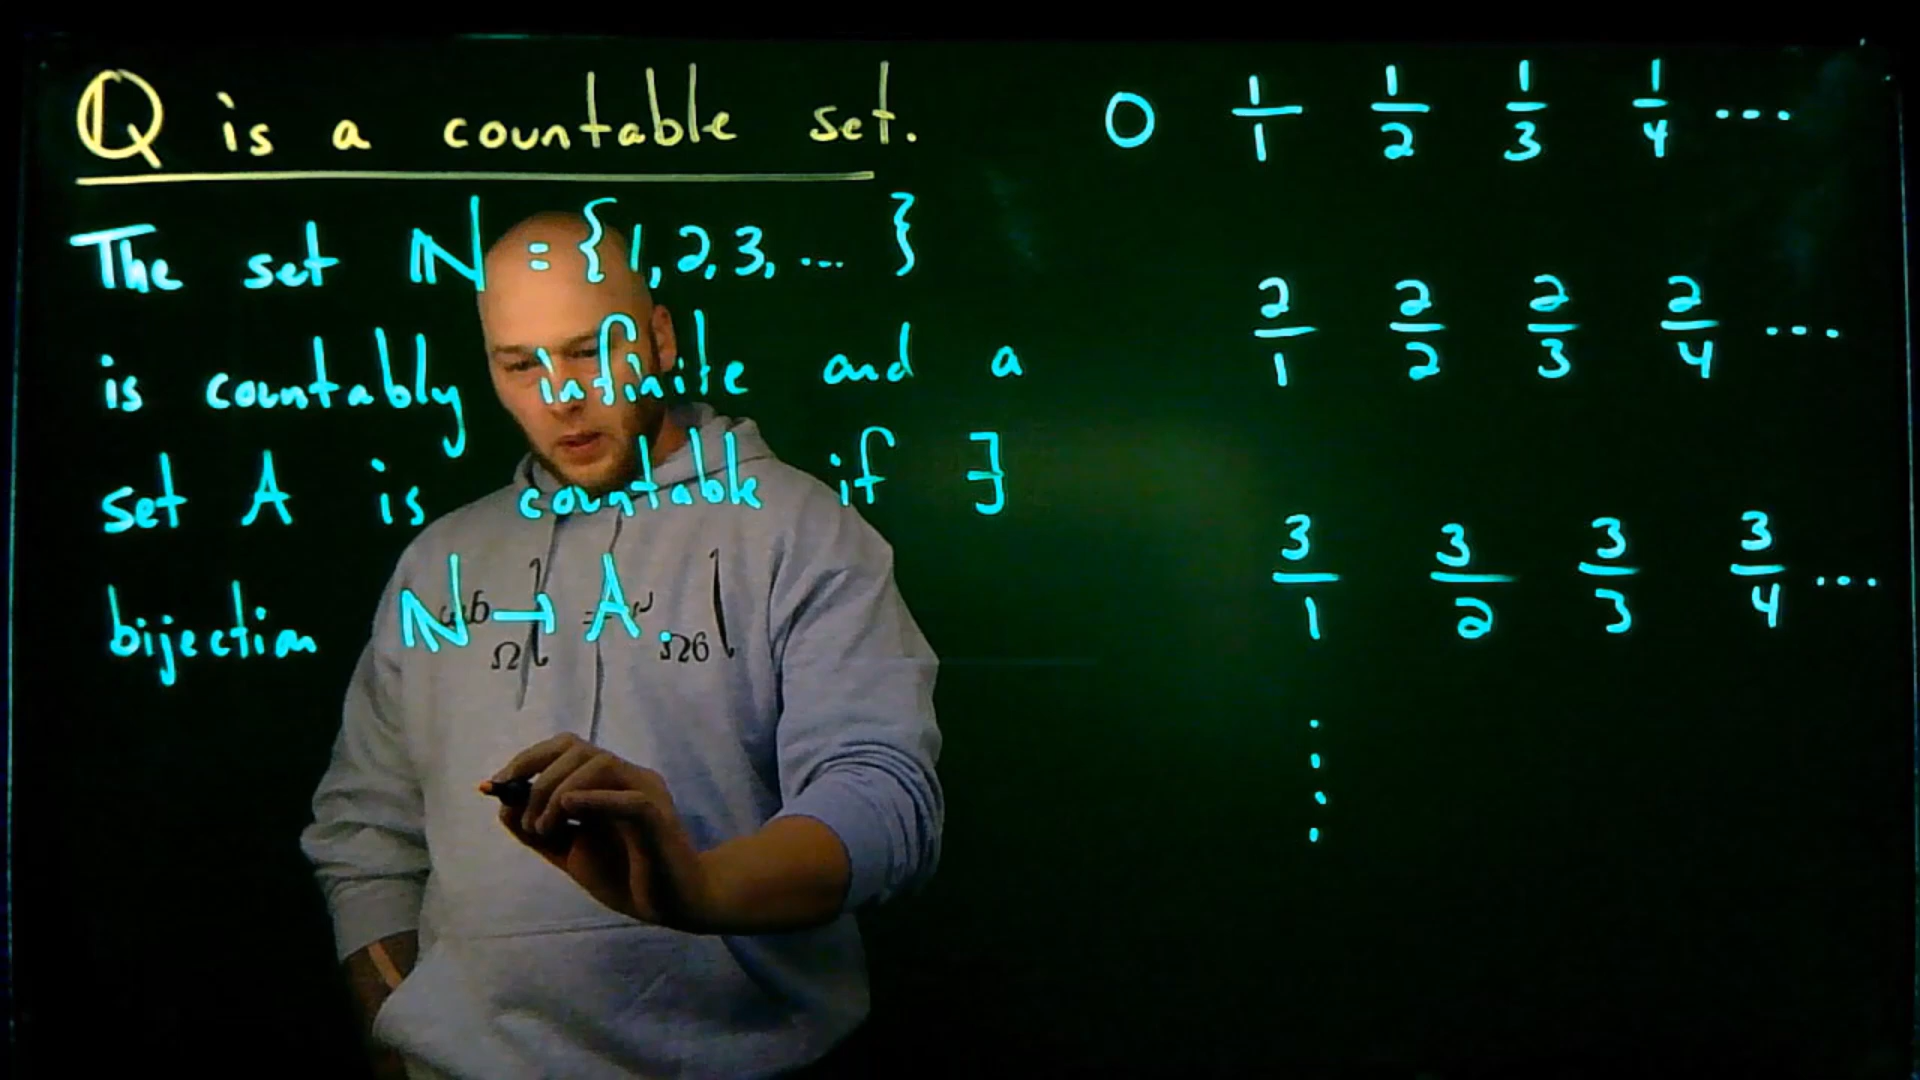 ℚ is a countable set.
The set ℕ = {1, 2, 3, ... }
is countably infinite and a
set A is countable if ∃
bijection ℕ → A.
0 1/1 1/2 1/3 1/4 ...
2/1 2/2 2/3 2/4 ...
3/1 3/2 3/3 3/4 ...
⋮